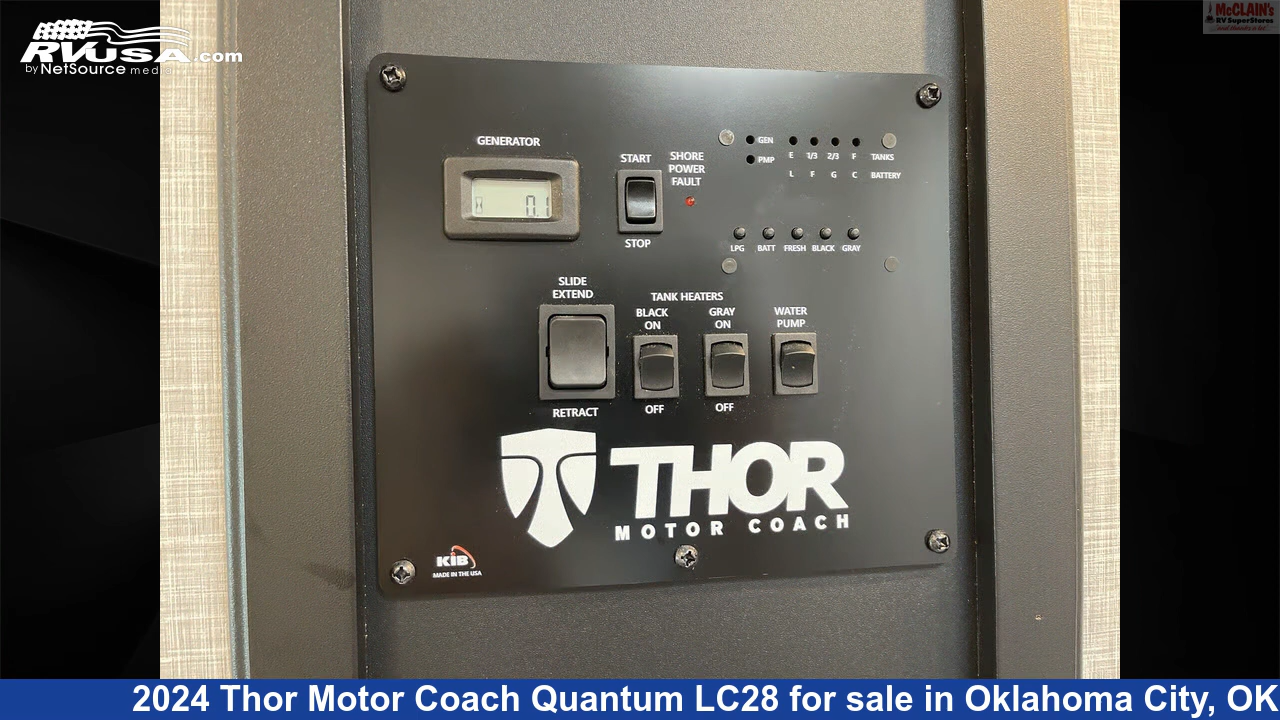 RVUSA.com
by NetSource media
McCLAIN's
RV SuperStores
GENERATOR
0.1
START
STOP
SHORE
POWER
FAULT
GEN
PMP
E 1/3 2/3 F TANKS
L F G C BATTERY
LPG BATT FRESH BLACK GRAY
SLIDE
EXTEND
RETRACT
TANK HEATERS
BLACK
ON
OFF
GRAY
ON
OFF
WATER
PUMP
THOR
MOTOR COACH
KIB
MADE IN THE USA
2024 Thor Motor Coach Quantum LC28 for sale in Oklahoma City, OK